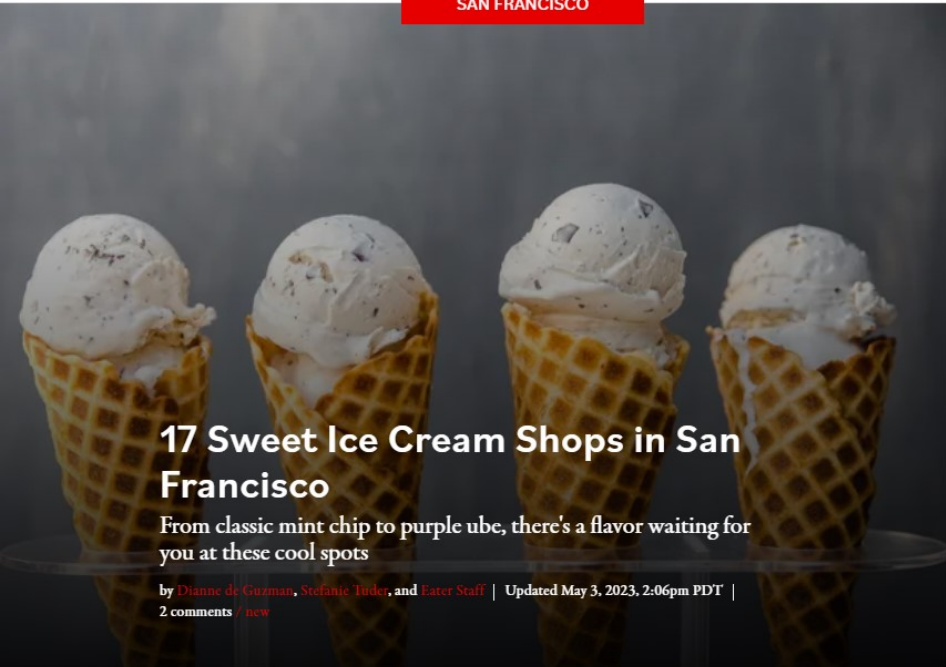 SAN FRANCISCO
17 Sweet Ice Cream Shops in San
Francisco
From classic mint chip to purple ube, there's a flavor waiting for
you at these cool spots
by Dianne de Guzman, Stefanie Tuder, and Eater Staff | Updated May 3, 2023, 2:06pm PDT |
2 comments / new